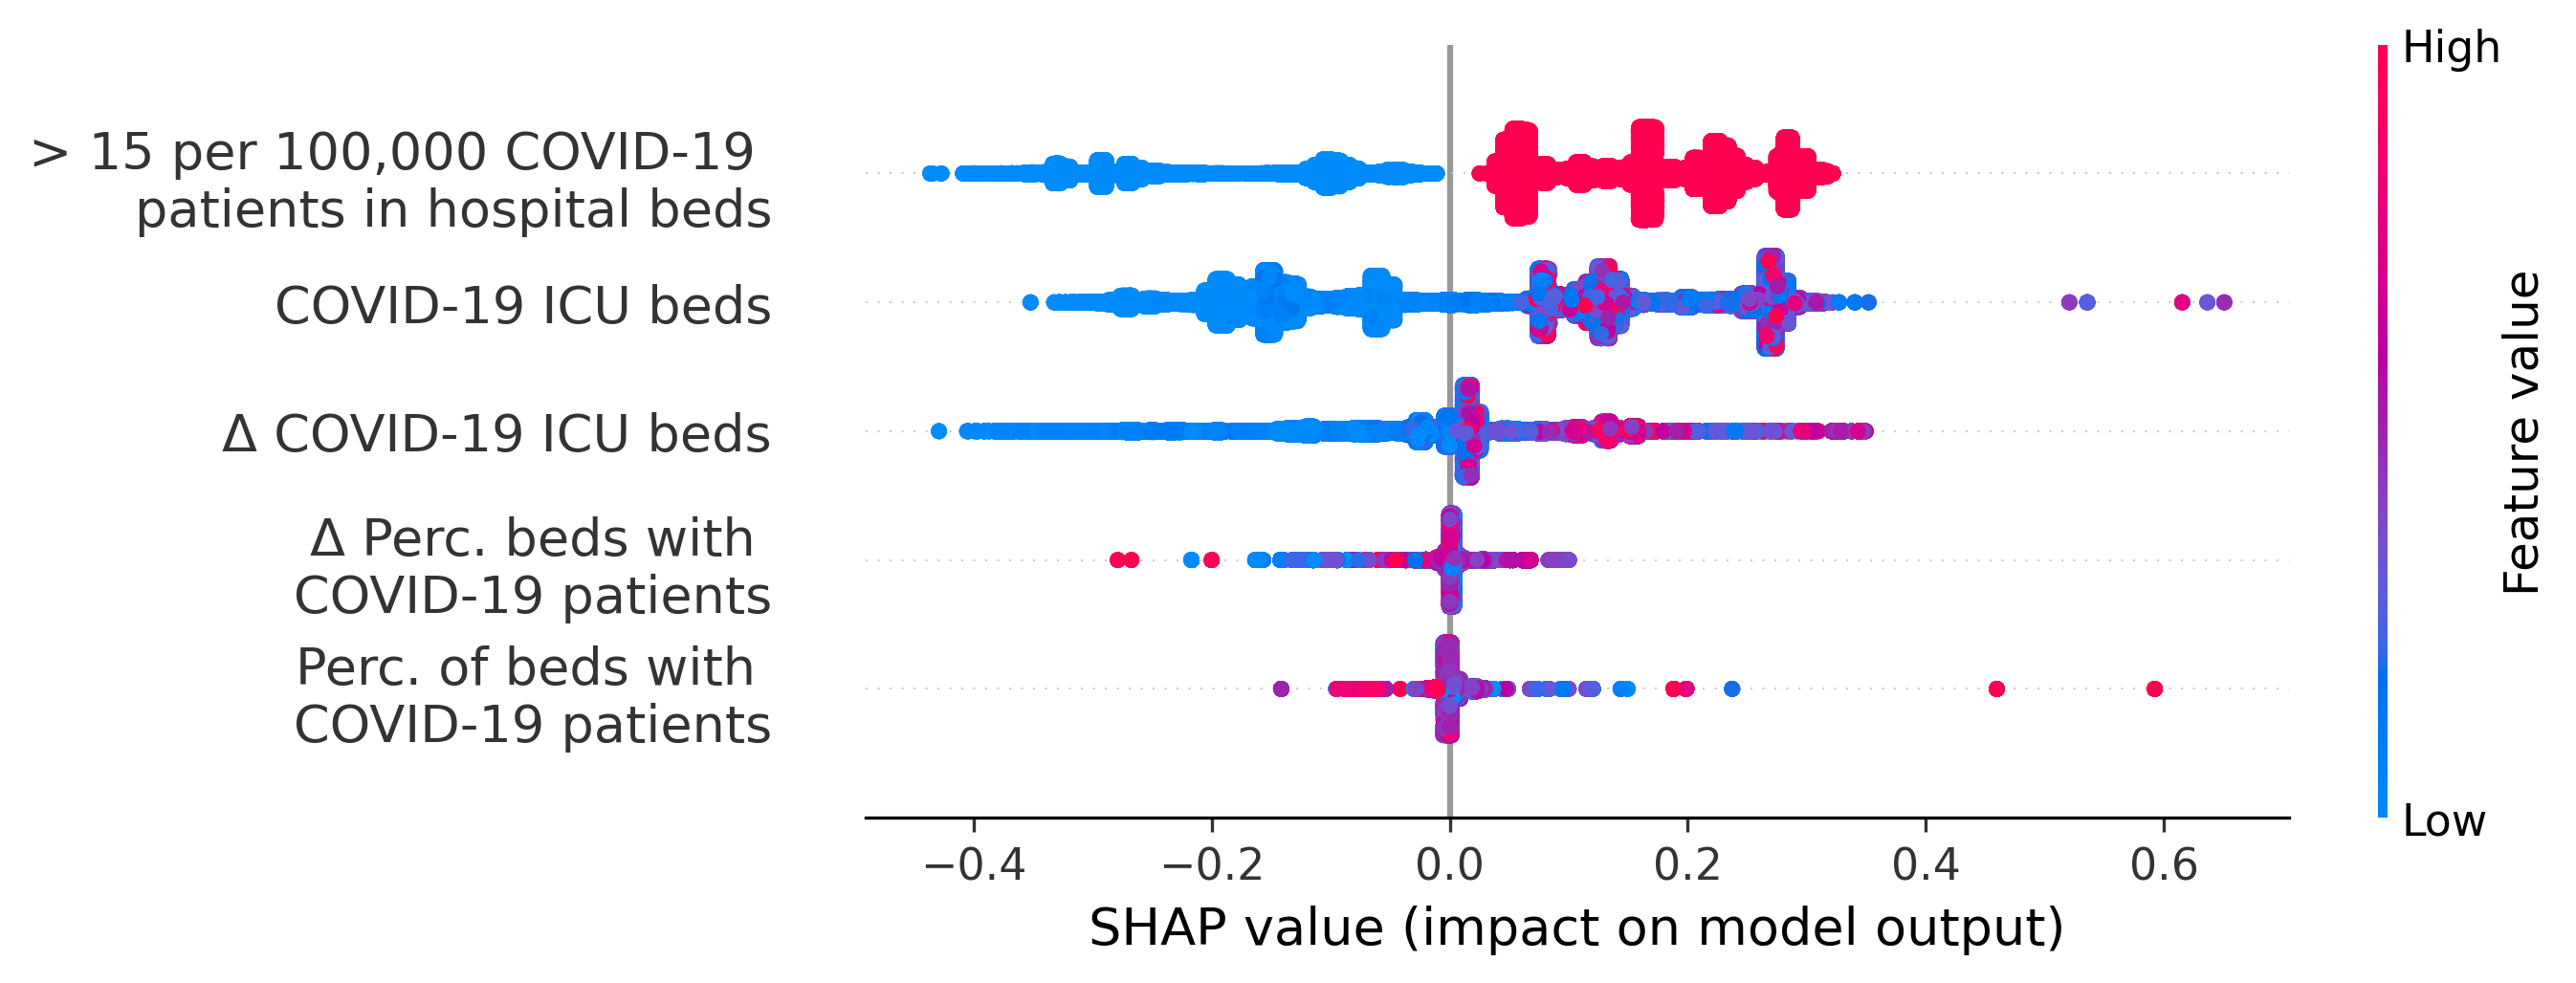 > 15 per 100,000 COVID-19
patients in hospital beds
COVID-19 ICU beds
Δ COVID-19 ICU beds
Δ Perc. beds with
COVID-19 patients
Perc. of beds with
COVID-19 patients
−0.4 −0.2 0.0 0.2 0.4 0.6
SHAP value (impact on model output)
High
Feature value
Low